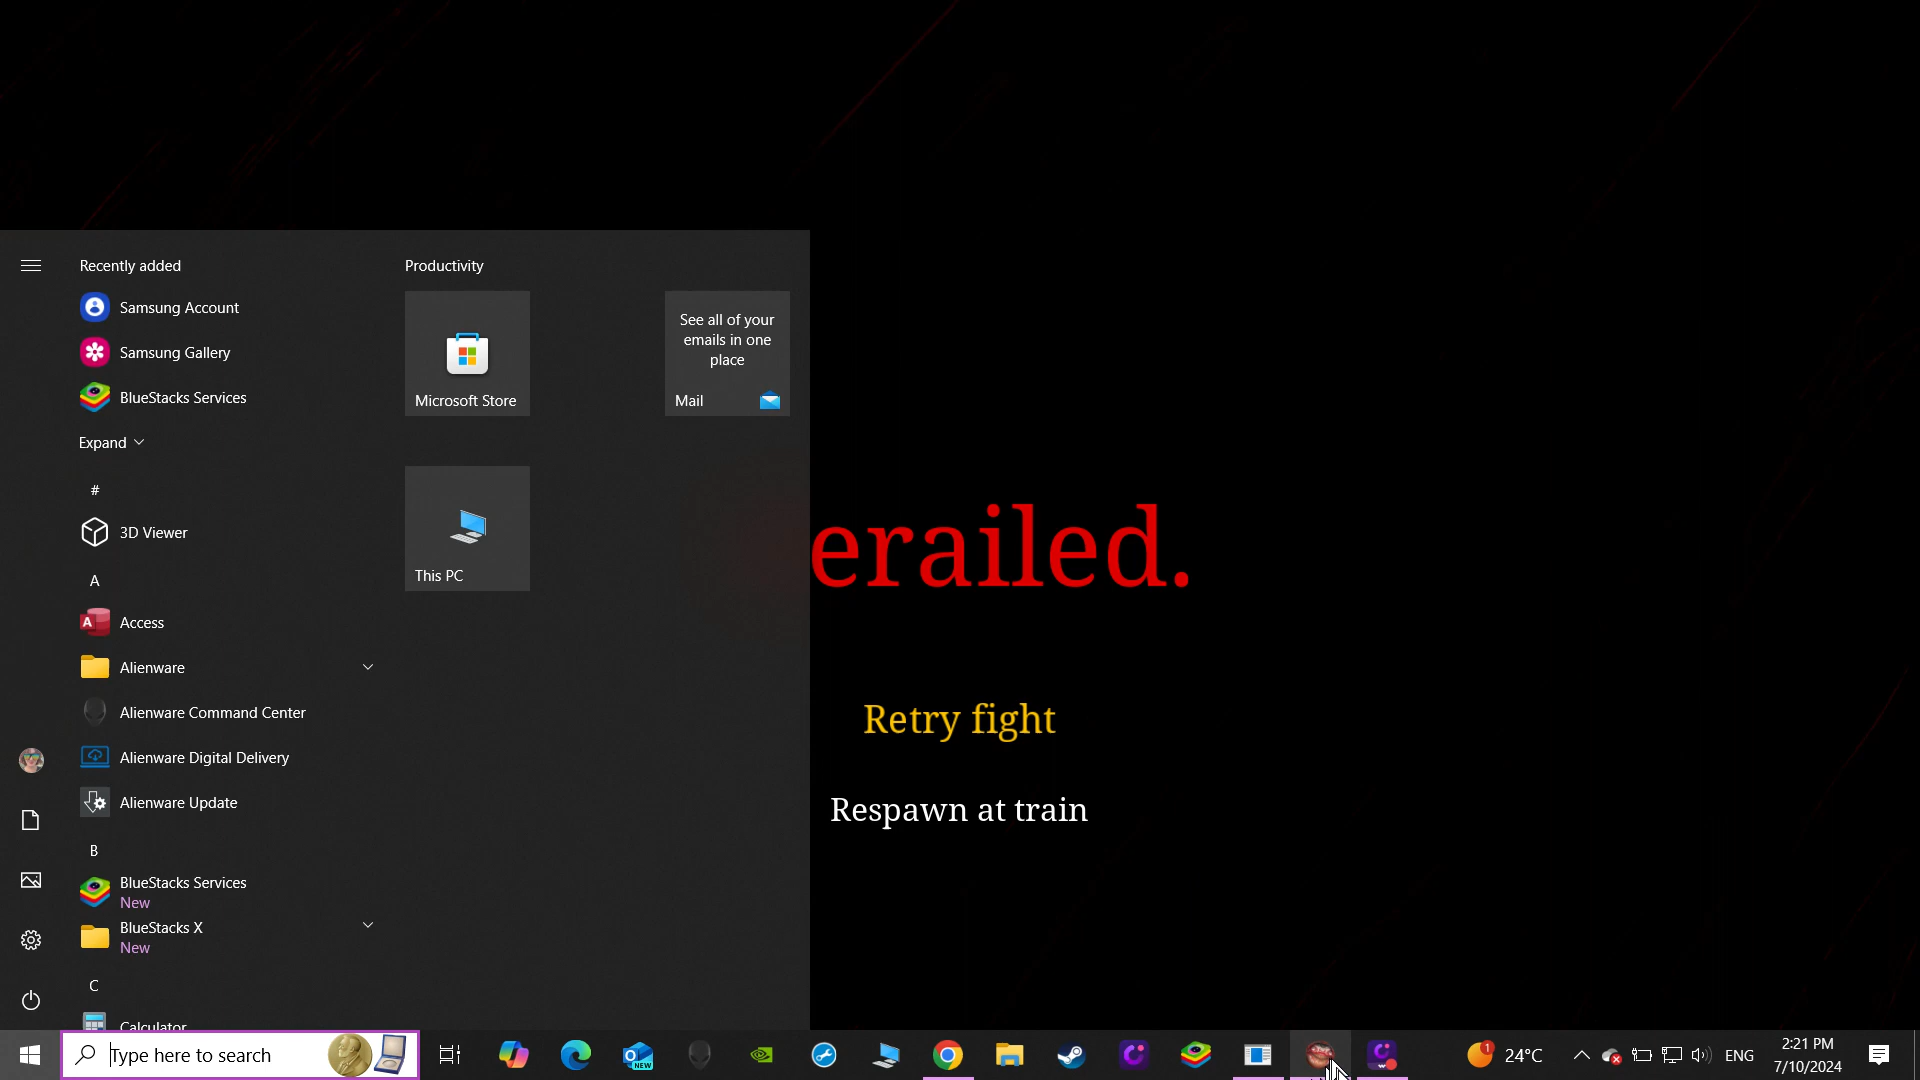 Recently added
Samsung Account
Samsung Gallery
BlueStacks Services
Expand
#
3D Viewer
A
Access
Alienware
Alienware Command Center
Alienware Digital Delivery
Alienware Update
B
BlueStacks Services
New
BlueStacks X
New
C
Calculator
Productivity
Microsoft Store
See all of your
emails in one
place
Mail
This PC
erailed.
Retry fight
Respawn at train
Type here to search
NEW
1
24°C
ENG
2:21 PM
7/10/2024